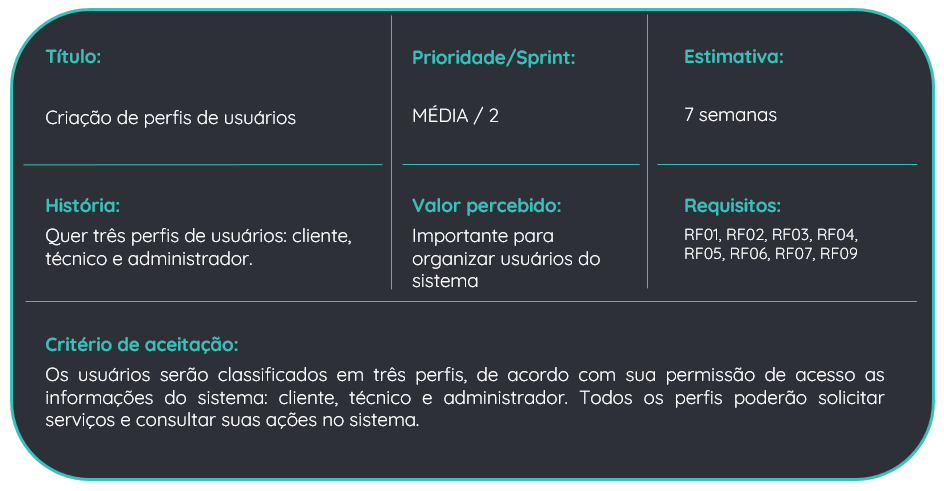 Título:
Criação de perfis de usuários
Prioridade/Sprint:
MÉDIA / 2
Estimativa:
7 semanas
História:
Quer três perfis de usuários: cliente,
técnico e administrador.
Valor percebido:
Importante para
organizar usuários do
sistema
Requisitos:
RF01, RF02, RF03, RF04,
RF05, RF06, RF07, RF09
Critério de aceitação:
Os usuários serão classificados em três perfis, de acordo com sua permissão de acesso as
informações do sistema: cliente, técnico e administrador. Todos os perfis poderão solicitar
serviços e consultar suas ações no sistema.